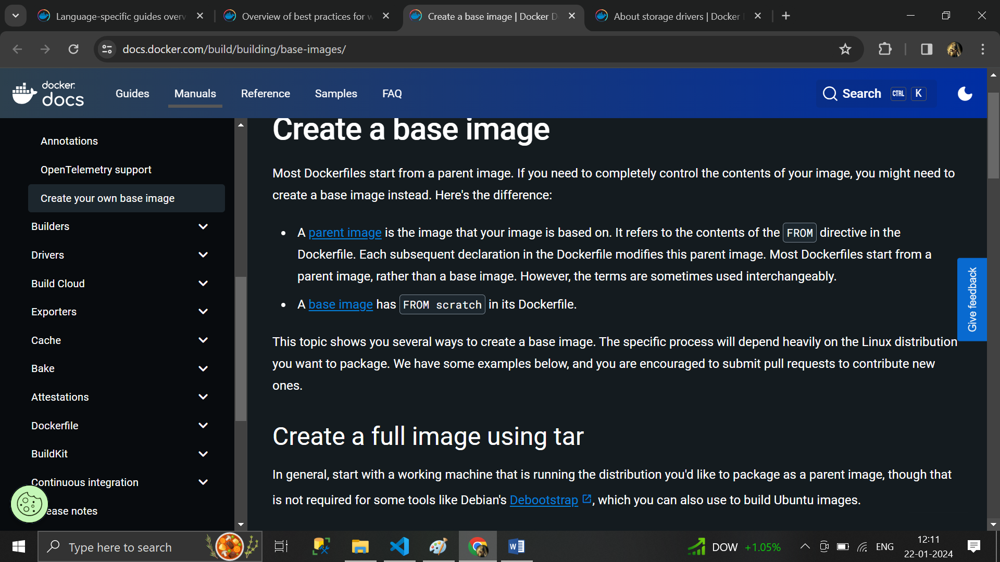 Language-specific guides overv
Overview of best practices for w
Create a base image | Docker D
About storage drivers | Docker
docs.docker.com/build/building/base-images/
docker
docs
Guides
Manuals
Reference
Samples
FAQ
Search
CTRL
K
Annotations
OpenTelemetry support
Create your own base image
Builders
Drivers
Build Cloud
Exporters
Cache
Bake
Attestations
Dockerfile
BuildKit
Continuous integration
ease notes
Create a base image
Most Dockerfiles start from a parent image. If you need to completely control the contents of your image, you might need to
create a base image instead. Here's the difference:
• A parent image is the image that your image is based on. It refers to the contents of the FROM directive in the
Dockerfile. Each subsequent declaration in the Dockerfile modifies this parent image. Most Dockerfiles start from a
parent image, rather than a base image. However, the terms are sometimes used interchangeably.
• A base image has FROM scratch in its Dockerfile.
This topic shows you several ways to create a base image. The specific process will depend heavily on the Linux distribution
you want to package. We have some examples below, and you are encouraged to submit pull requests to contribute new
ones.
Create a full image using tar
In general, start with a working machine that is running the distribution you'd like to package as a parent image, though that
is not required for some tools like Debian's Debootstrap, which you can also use to build Ubuntu images.
Give feedback
Type here to search
DOW +1.05%
ENG
12:11
22-01-2024